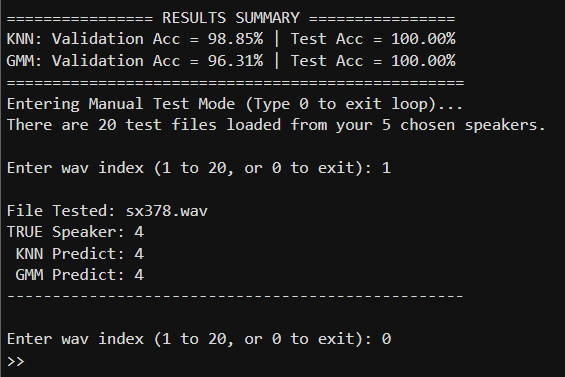 ================ RESULTS SUMMARY ================
KNN: Validation Acc = 98.85% | Test Acc = 100.00%
GMM: Validation Acc = 96.31% | Test Acc = 100.00%
==================================================
Entering Manual Test Mode (Type 0 to exit loop)...
There are 20 test files loaded from your 5 chosen speakers.
Enter wav index (1 to 20, or 0 to exit): 1
File Tested: sx378.wav
TRUE Speaker: 4
 KNN Predict: 4
 GMM Predict: 4
--------------------------------------------------
Enter wav index (1 to 20, or 0 to exit): 0
>>